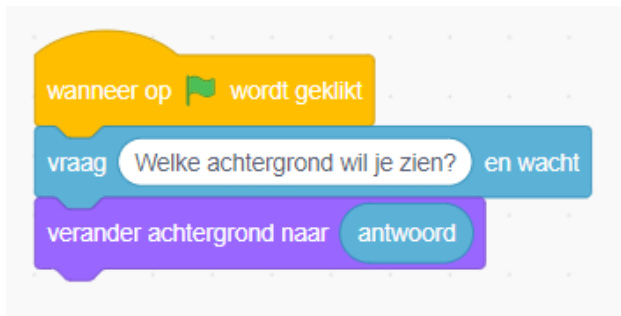 wanneer op wordt geklikt
vraag Welke achtergrond wil je zien? en wacht
verander achtergrond naar antwoord